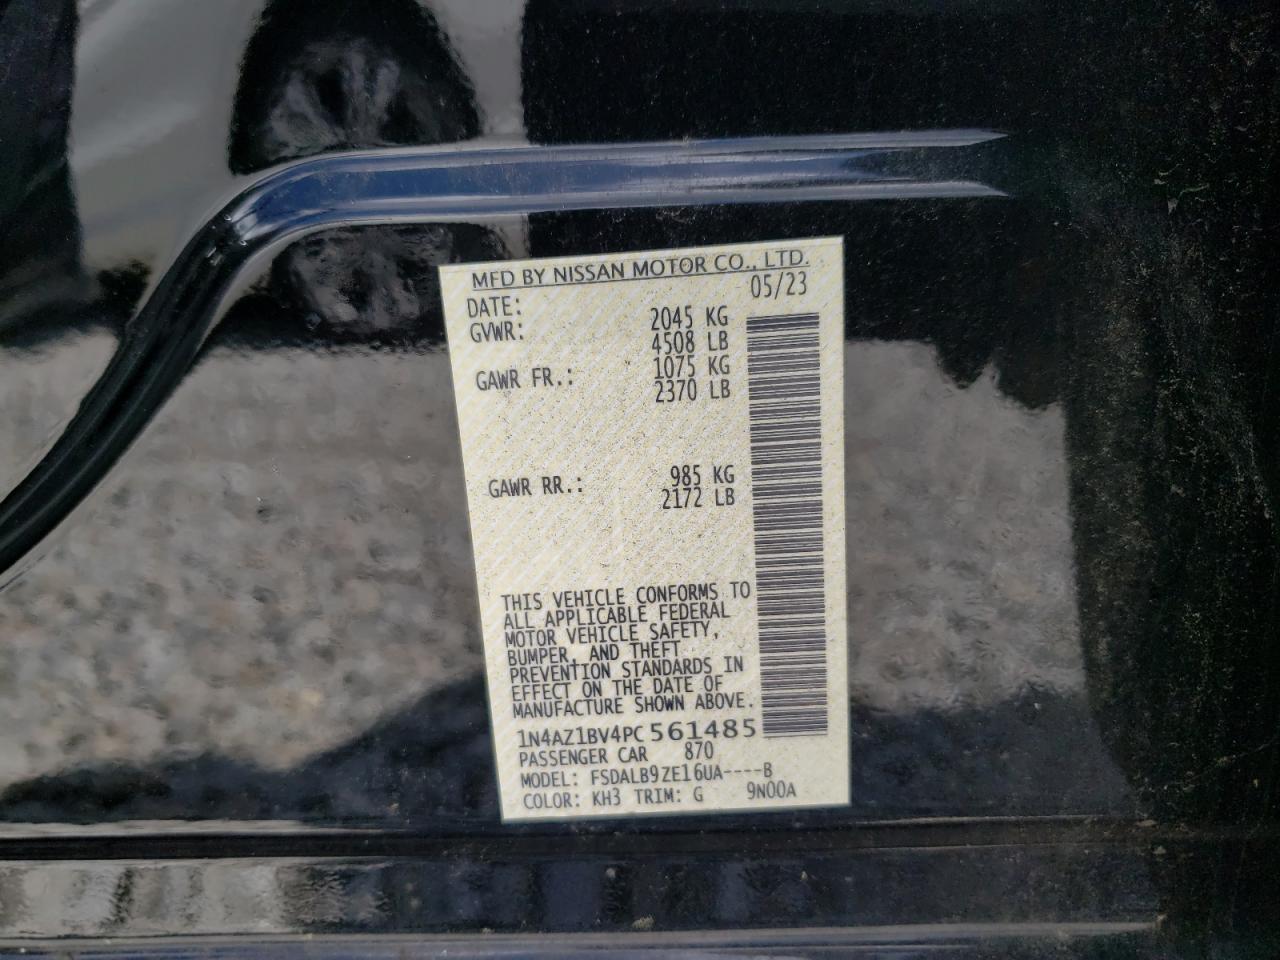 MFD BY NISSAN MOTOR CO., LTD.
DATE: 05/23
GVWR: 2045 KG
4508 LB
GAWR FR.: 1075 KG
2370 LB
GAWR RR.: 985 KG
2172 LB
THIS VEHICLE CONFORMS TO
ALL APPLICABLE FEDERAL
MOTOR VEHICLE SAFETY,
BUMPER, AND THEFT
PREVENTION STANDARDS IN
EFFECT ON THE DATE OF
MANUFACTURE SHOWN ABOVE.
1N4AZ1BV4PC561485
PASSENGER CAR 870
MODEL: FSDALB9ZE16UA----B
COLOR: KH3 TRIM: G 9N00A